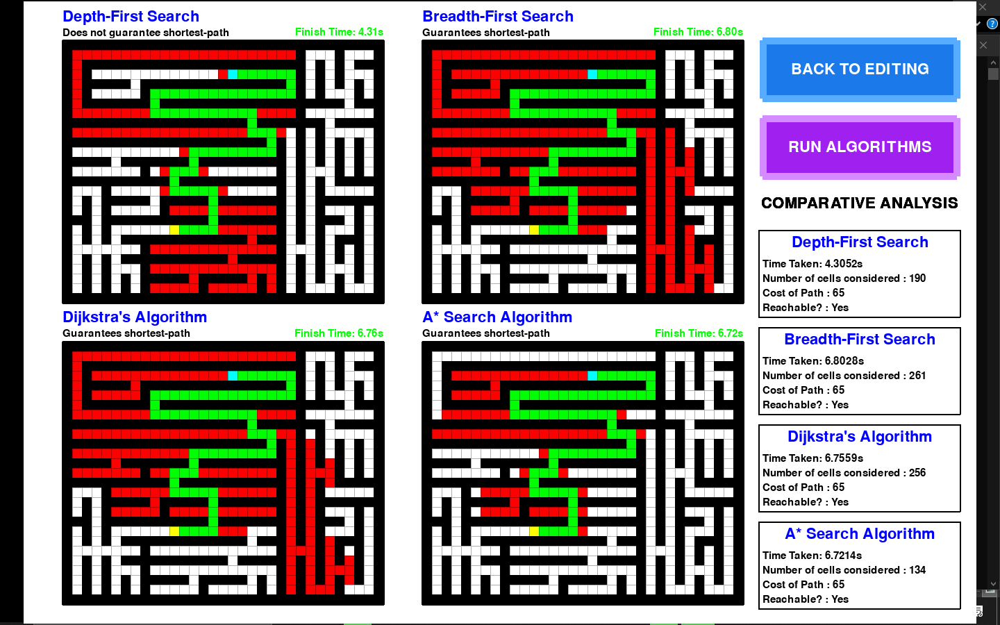 Depth-First Search
Does not guarantee shortest-path
Finish Time: 4.31s
Breadth-First Search
Guarantees shortest-path
Finish Time: 6.80s
Dijkstra's Algorithm
Guarantees shortest-path
Finish Time: 6.76s
A* Search Algorithm
Guarantees shortest-path
Finish Time: 6.72s
BACK TO EDITING
RUN ALGORITHMS
COMPARATIVE ANALYSIS
Depth-First Search
Time Taken: 4.3052s
Number of cells considered : 190
Cost of Path : 65
Reachable? : Yes
Breadth-First Search
Time Taken: 6.8028s
Number of cells considered : 261
Cost of Path : 65
Reachable? : Yes
Dijkstra's Algorithm
Time Taken: 6.7559s
Number of cells considered : 256
Cost of Path : 65
Reachable? : Yes
A* Search Algorithm
Time Taken: 6.7214s
Number of cells considered : 134
Cost of Path : 65
Reachable? : Yes